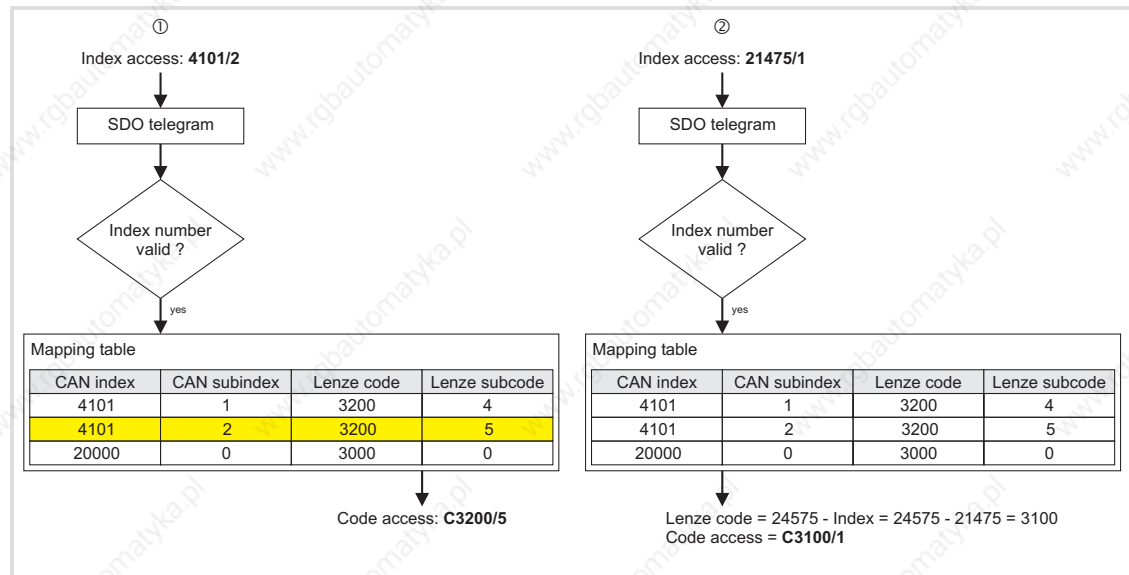 ①
Index access: 4101/2
SDO telegram
Index number
valid ?
yes
Mapping table
CAN index CAN subindex Lenze code Lenze subcode
4101 1 3200 4
4101 2 3200 5
20000 0 3000 0
Code access: C3200/5
②
Index access: 21475/1
SDO telegram
Index number
valid ?
yes
Mapping table
CAN index CAN subindex Lenze code Lenze subcode
4101 1 3200 4
4101 2 3200 5
20000 0 3000 0
Lenze code = 24575 - Index = 24575 - 21475 = 3100
Code access = C3100/1
www.rgbautomatyka.pl